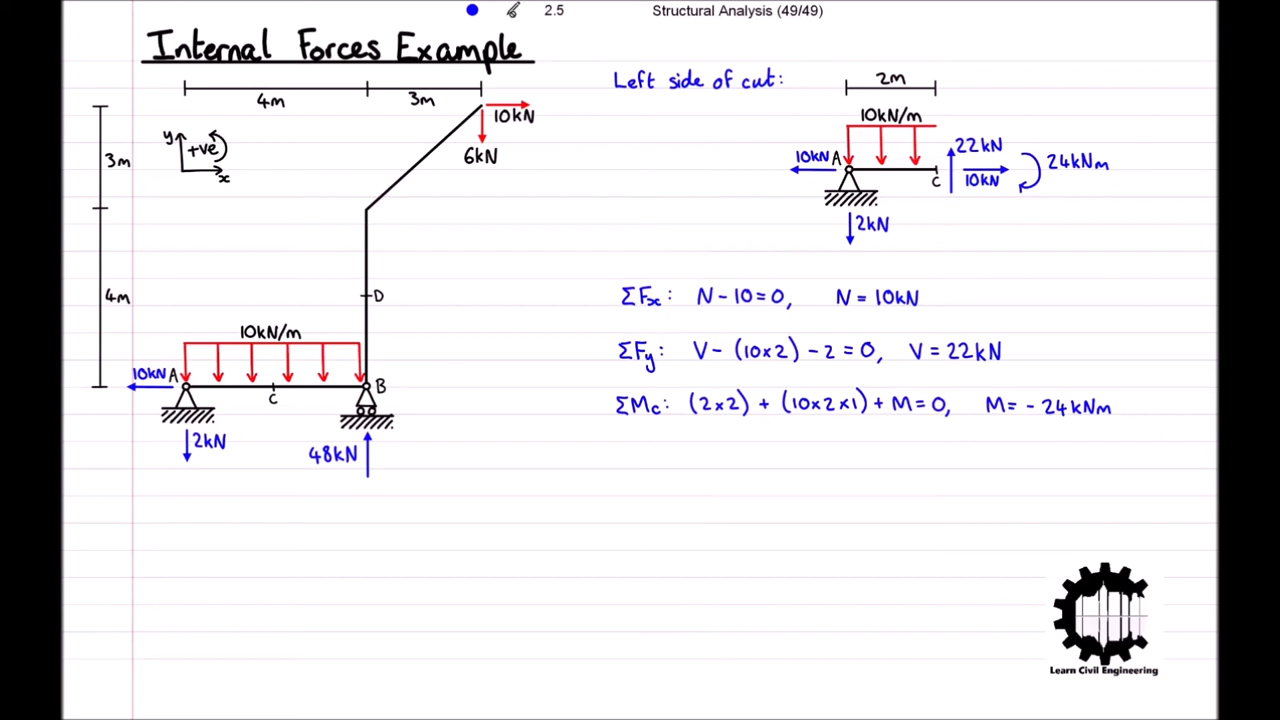 2.5 Structural Analysis (49/49)
Internal Forces Example
4m 3m
10kN
6kN
y +ve x
3m
4m
D
10kN/m
10kN A
C
B
2kN
48kN
Left side of cut:
2m
10kN/m
10kN A
22kN
10kN
24kNm
C
2kN
ΣFx: N - 10 = 0, N = 10kN
ΣFy: V - (10x2) - 2 = 0, V = 22kN
ΣMc: (2x2) + (10x2x1) + M = 0, M = - 24kNm
Learn Civil Engineering